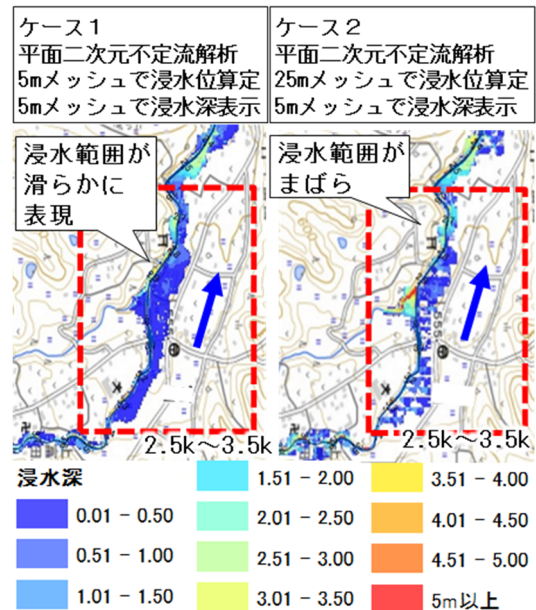 ケース1
平面二次元不定流解析
5mメッシュで浸水位算定
5mメッシュで浸水深表示
ケース2
平面二次元不定流解析
25mメッシュで浸水位算定
5mメッシュで浸水深表示
浸水範囲が
滑らかに
表現
浸水範囲が
まばら
2.5k～3.5k
2.5k～3.5k
浸水深
0.01 - 0.50
0.51 - 1.00
1.01 - 1.50
1.51 - 2.00
2.01 - 2.50
2.51 - 3.00
3.01 - 3.50
3.51 - 4.00
4.01 - 4.50
4.51 - 5.00
5m以上